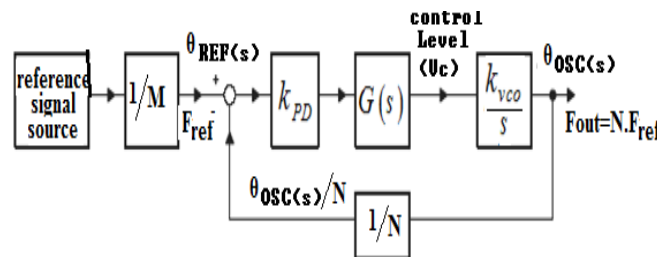 control
Level
(Vc)
θREF(s)
θOSC(s)
reference
signal
source
1/M
+
-
Fref
kPD
G(s)
kvco
s
Fout=N.Fref
θOSC(s)/N
1/N